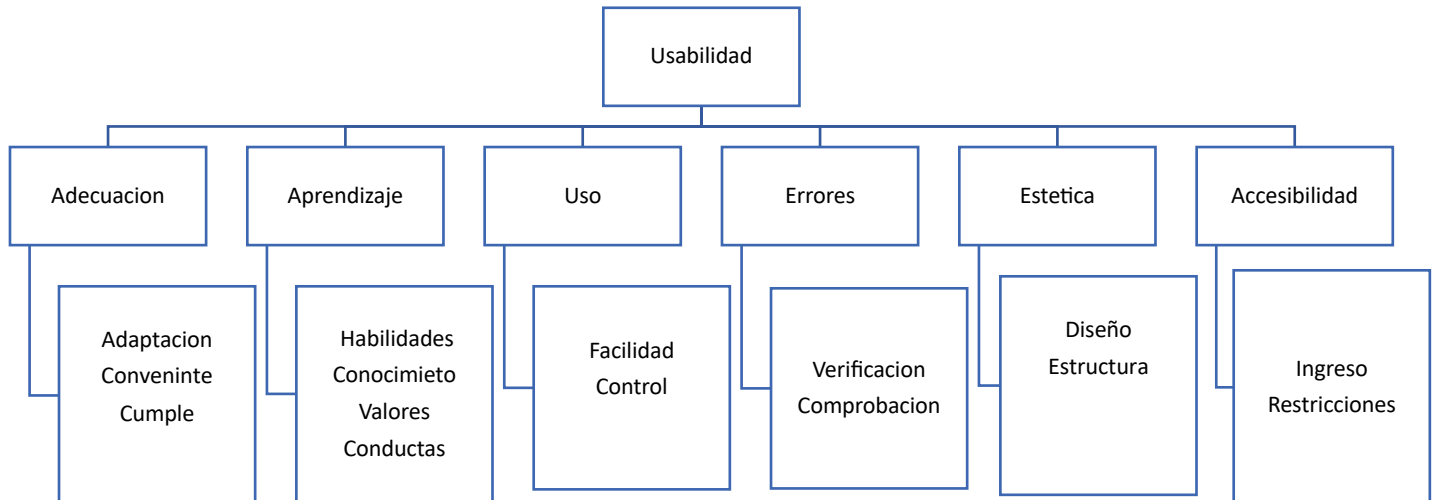 Usabilidad
Adecuacion
Aprendizaje
Uso
Errores
Estetica
Accesibilidad
Adaptacion
Conveninte
Cumple
Habilidades
Conocimieto
Valores
Conductas
Facilidad
Control
Verificacion
Comprobacion
Diseño
Estructura
Ingreso
Restricciones